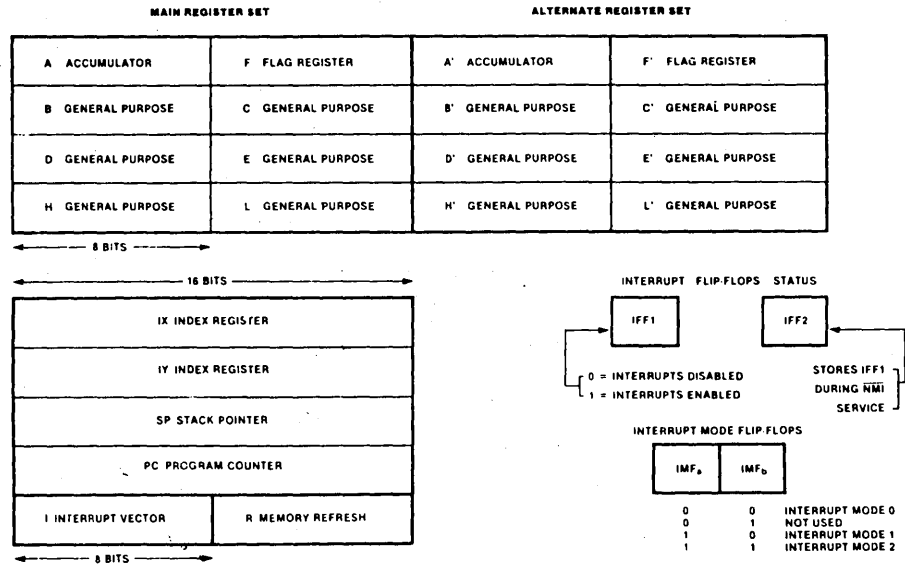 MAIN REGISTER SET ALTERNATE REGISTER SET
A ACCUMULATOR F FLAG REGISTER A' ACCUMULATOR F' FLAG REGISTER
B GENERAL PURPOSE C GENERAL PURPOSE B' GENERAL PURPOSE C' GENERAL PURPOSE
D GENERAL PURPOSE E GENERAL PURPOSE D' GENERAL PURPOSE E' GENERAL PURPOSE
H GENERAL PURPOSE L GENERAL PURPOSE H' GENERAL PURPOSE L' GENERAL PURPOSE
8 BITS
16 BITS
IX INDEX REGISTER
IY INDEX REGISTER
SP STACK POINTER
PC PROGRAM COUNTER
I INTERRUPT VECTOR R MEMORY REFRESH
8 BITS
INTERRUPT FLIP-FLOPS STATUS
IFF1 IFF2
0 = INTERRUPTS DISABLED
1 = INTERRUPTS ENABLED
STORES IFF1
DURING NMI
SERVICE
INTERRUPT MODE FLIP-FLOPS
IMFa IMFb
0 0 INTERRUPT MODE 0
0 1 NOT USED
1 0 INTERRUPT MODE 1
1 1 INTERRUPT MODE 2